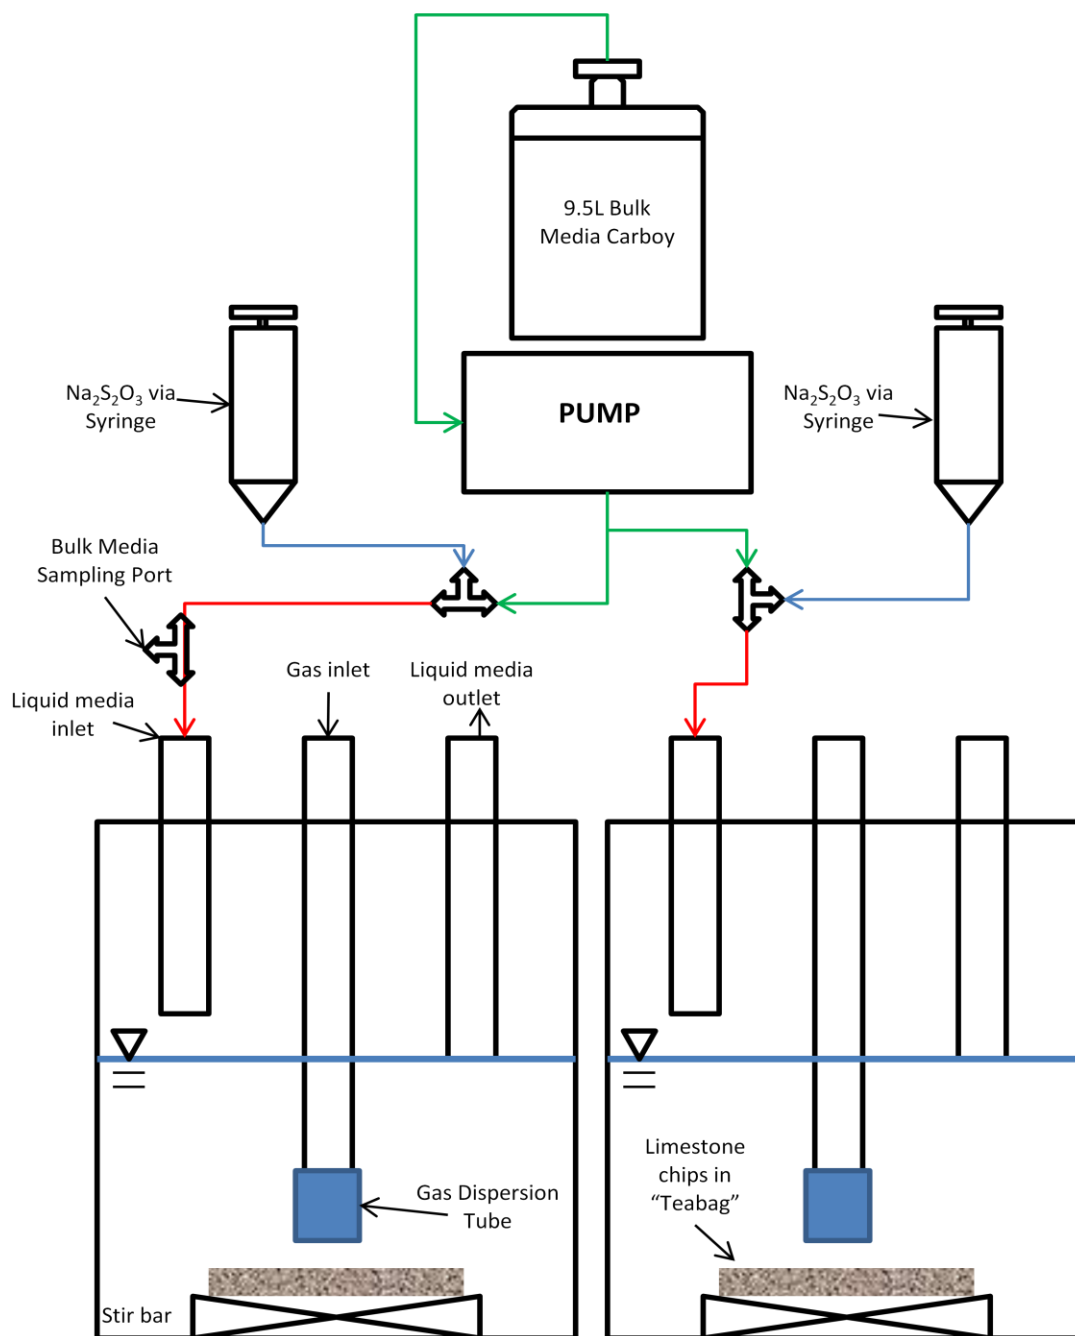 9.5L Bulk
Media Carboy
Na₂S₂O₃ via
Syringe
PUMP
Na₂S₂O₃ via
Syringe
Bulk Media
Sampling Port
Liquid media
inlet
Gas inlet
Liquid media
outlet
Gas Dispersion
Tube
Limestone
chips in
“Teabag”
Stir bar